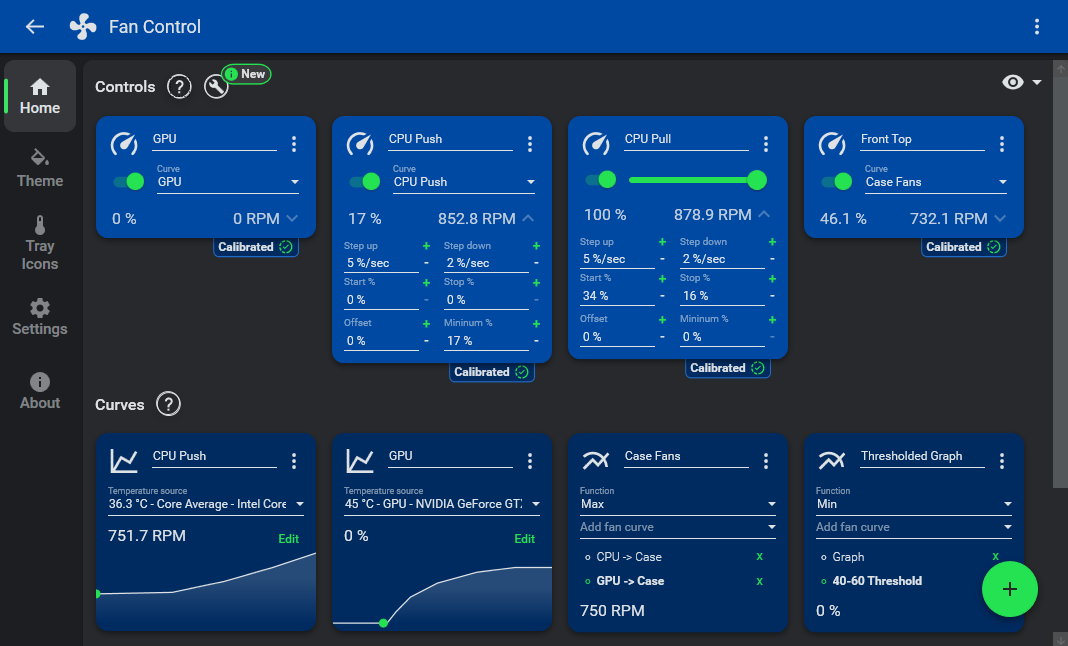 Fan Control
Home
Theme
Tray
Icons
Settings
About
Controls ? New
GPU
Curve
GPU
0 % 0 RPM
Calibrated
CPU Push
Curve
CPU Push
17 % 852.8 RPM
Step up + Step down +
5 %/sec - 2 %/sec -
Start % + Stop % +
0 % - 0 % -
Offset + Mininum % +
0 % - 17 % -
Calibrated
CPU Pull
100 % 878.9 RPM
Step up + Step down +
5 %/sec - 2 %/sec -
Start % + Stop % +
34 % - 16 % -
Offset + Mininum % +
0 % - 0 % -
Calibrated
Front Top
Curve
Case Fans
46.1 % 732.1 RPM
Calibrated
Curves ?
CPU Push
Temperature source
36.3 °C - Core Average - Intel Core
751.7 RPM Edit
GPU
Temperature source
45 °C - GPU - NVIDIA GeForce GTX
0 % Edit
Case Fans
Function
Max
Add fan curve
CPU -> Case x
GPU -> Case x
750 RPM
Thresholded Graph
Function
Min
Add fan curve
Graph x
40-60 Threshold
0 %
+